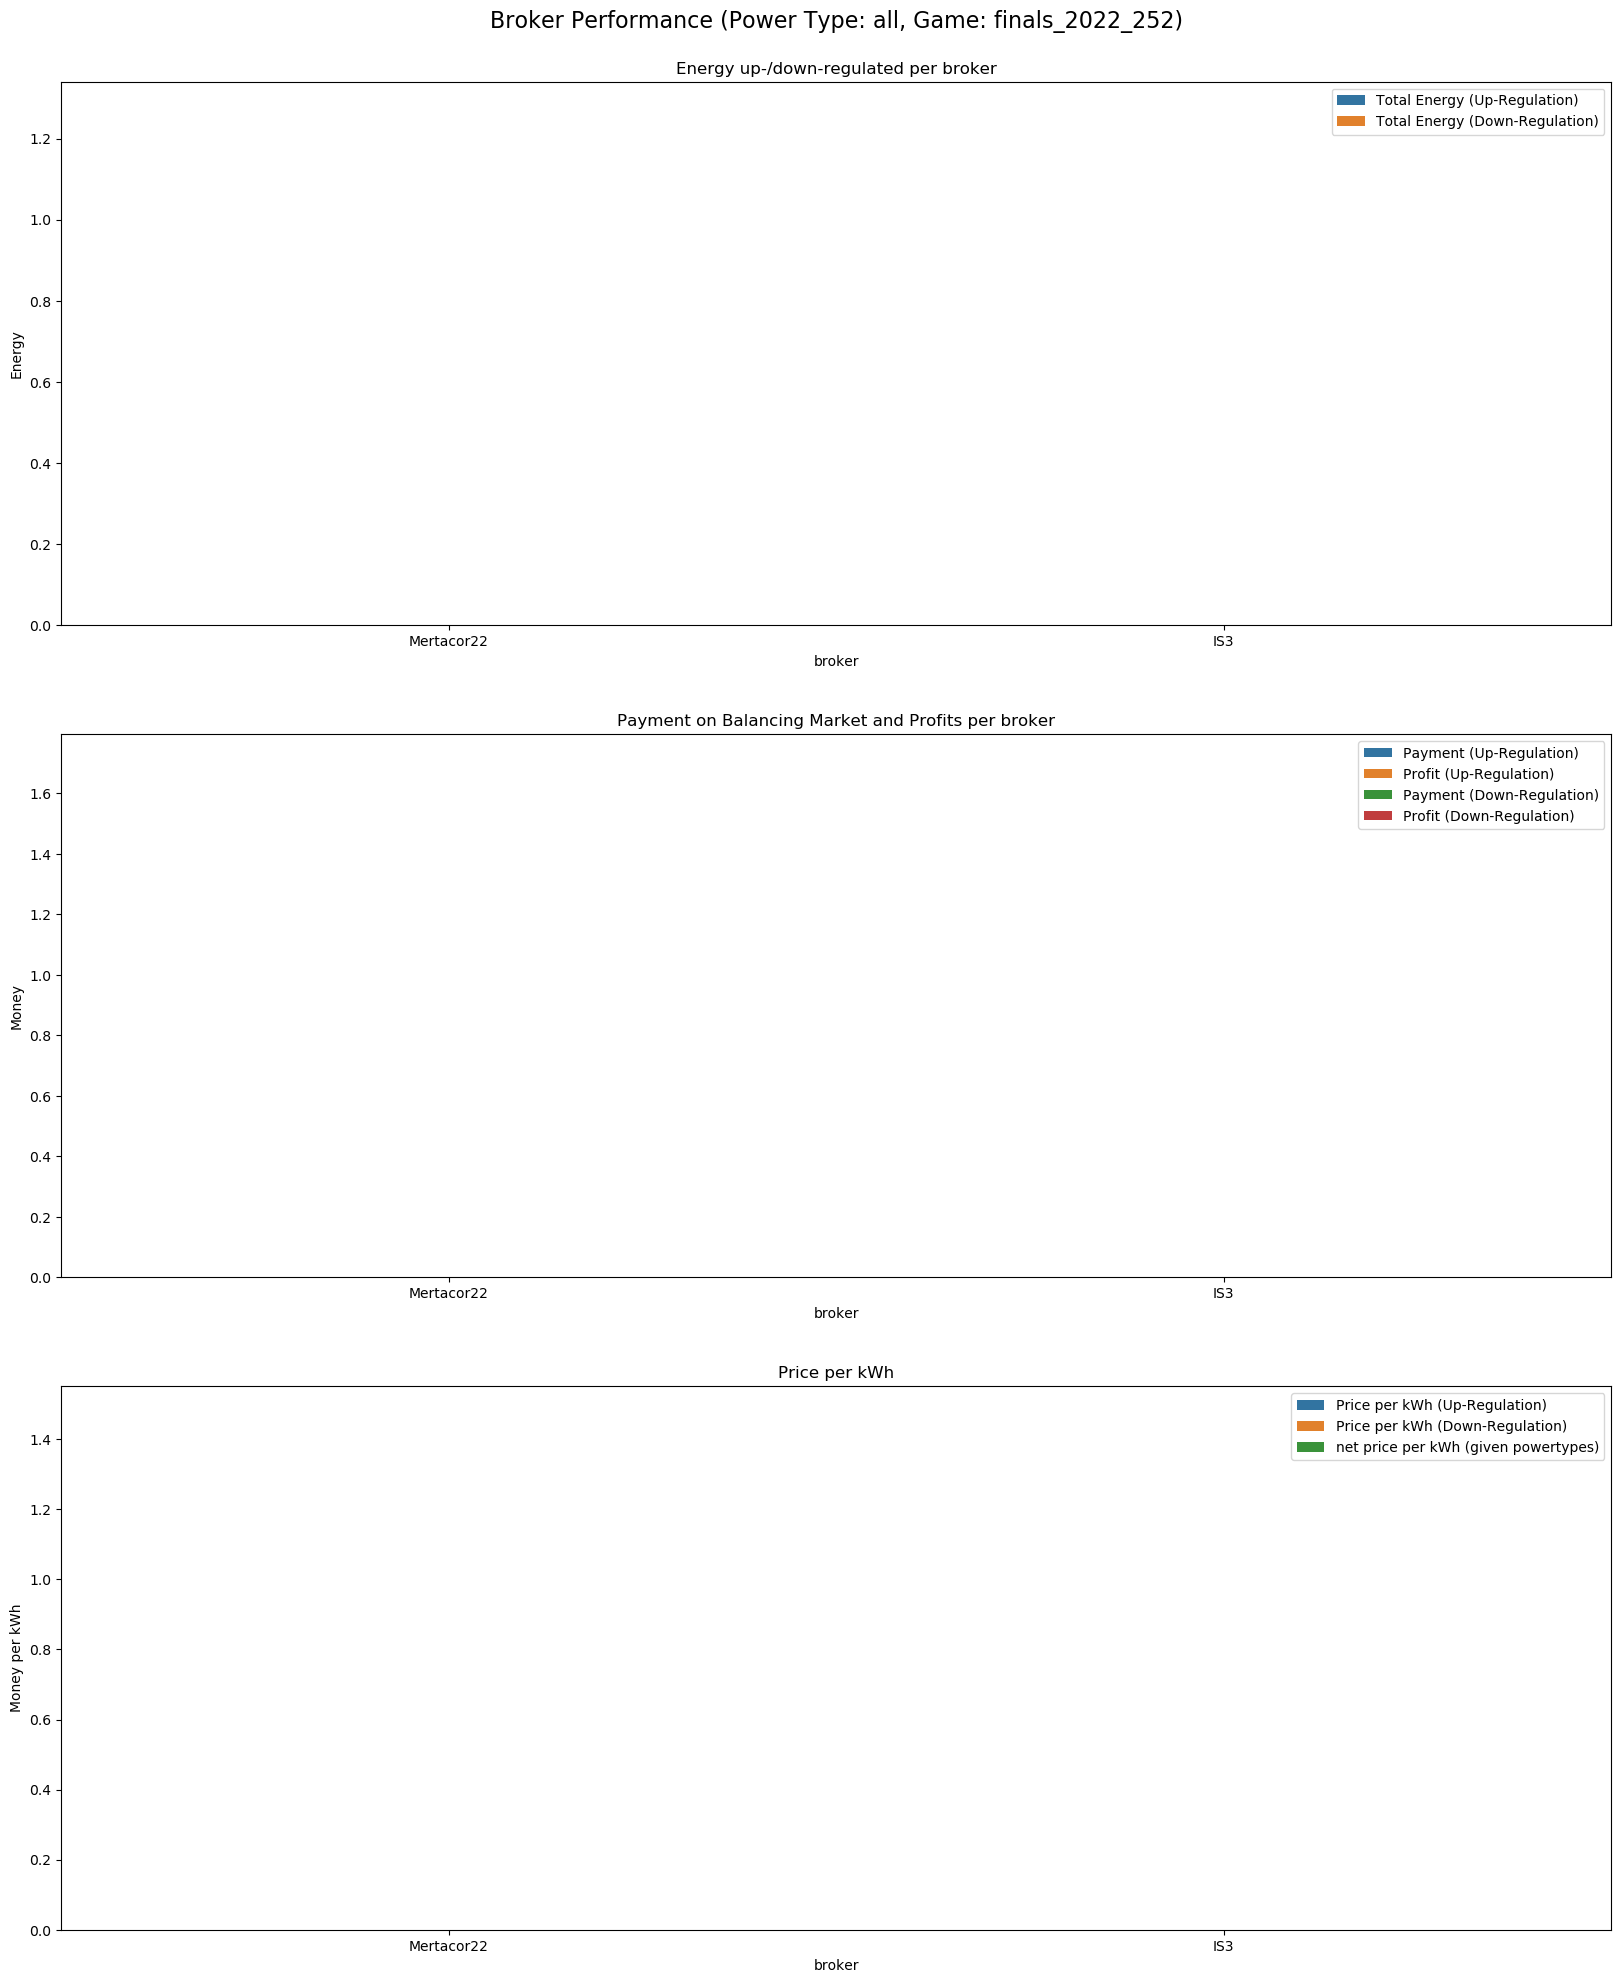 Broker Performance (Power Type: all, Game: finals_2022_252)
Energy up-/down-regulated per broker
Total Energy (Up-Regulation)
Total Energy (Down-Regulation)
1.2
1.0
0.8
0.6
0.4
0.2
0.0
Energy
Mertacor22 IS3
broker
Payment on Balancing Market and Profits per broker
Payment (Up-Regulation)
Profit (Up-Regulation)
Payment (Down-Regulation)
Profit (Down-Regulation)
1.6
1.4
1.2
1.0
0.8
0.6
0.4
0.2
0.0
Money
Mertacor22 IS3
broker
Price per kWh
Price per kWh (Up-Regulation)
Price per kWh (Down-Regulation)
net price per kWh (given powertypes)
1.4
1.2
1.0
0.8
0.6
0.4
0.2
0.0
Money per kWh
Mertacor22 IS3
broker